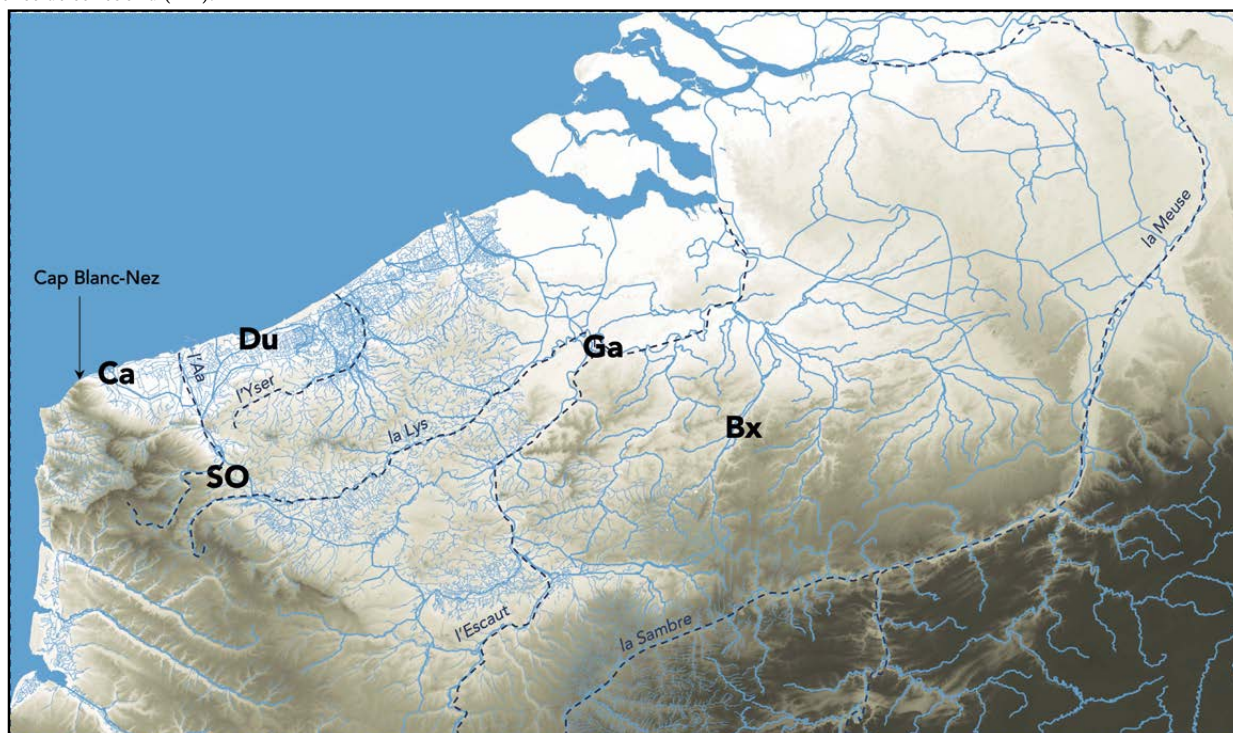 Cap Blanc-Nez
Ca
Du
l'Aa
l'Yser
SO
la Lys
Ga
Bx
l'Escaut
la Sambre
la Meuse